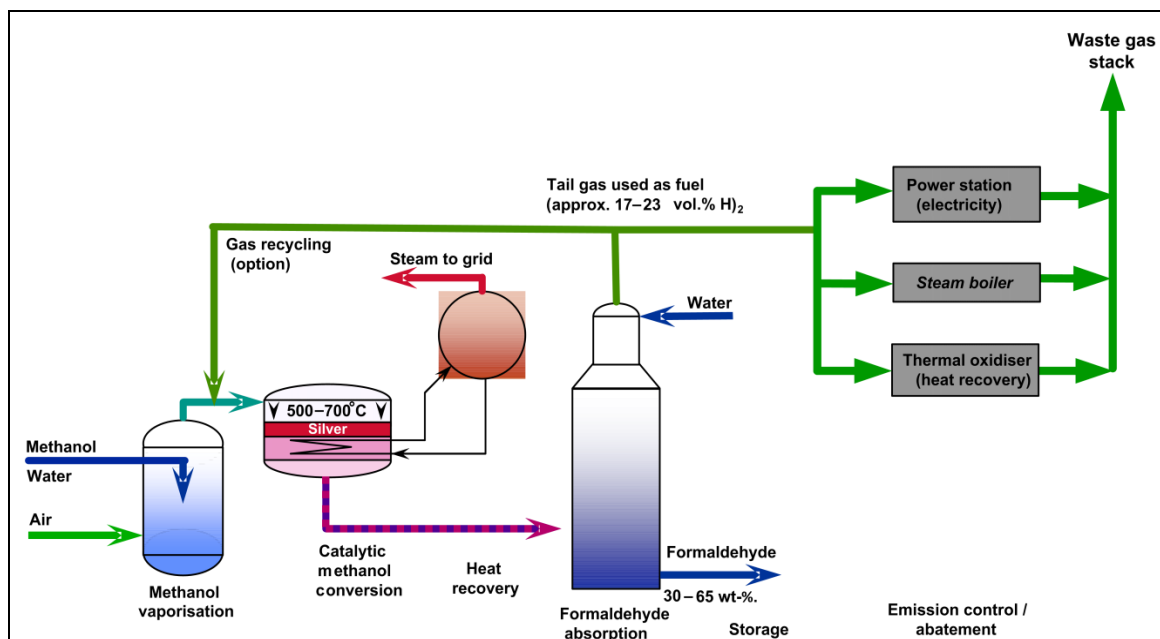 Waste gas
stack
Tail gas used as fuel
(approx. 17–23 vol.% H)2
Power station
(electricity)
Gas recycling
(option)
Steam to grid
Steam boiler
Water
Thermal oxidiser
(heat recovery)
500–700°C
Silver
Methanol
Water
Air
Methanol
vaporisation
Catalytic
methanol
conversion
Heat
recovery
Formaldehyde
30–65 wt-%.
Formaldehyde
absorption
Storage
Emission control /
abatement